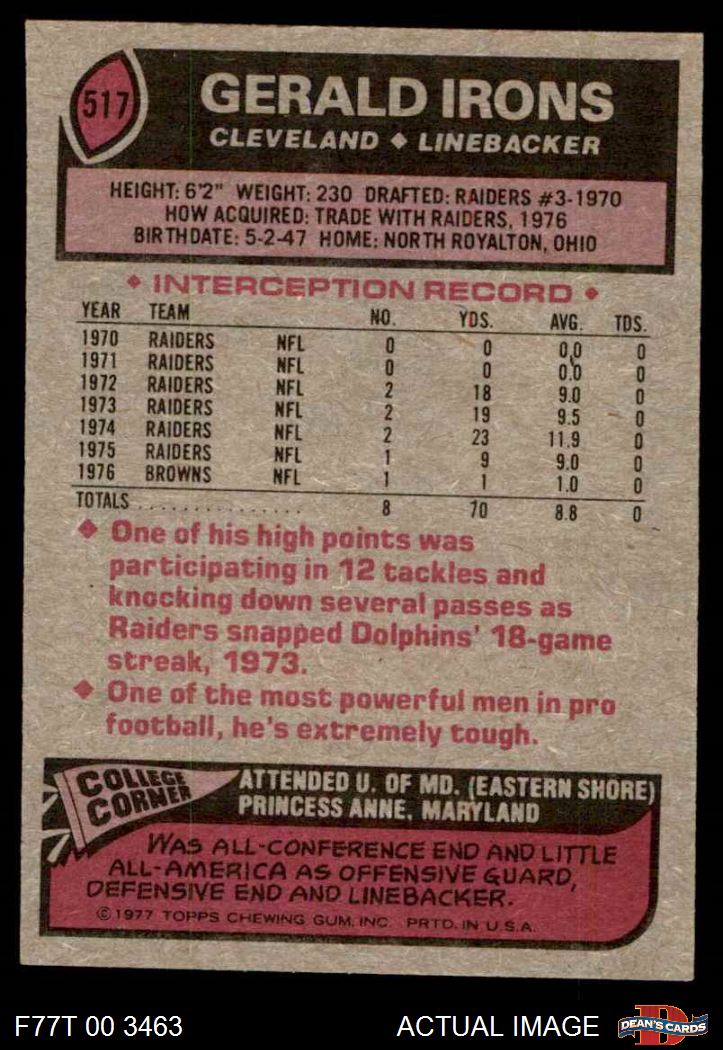 517
GERALD IRONS
CLEVELAND ◆ LINEBACKER
HEIGHT: 6'2" WEIGHT: 230 DRAFTED: RAIDERS #3-1970
HOW ACQUIRED: TRADE WITH RAIDERS, 1976
BIRTHDATE: 5-2-47 HOME: NORTH ROYALTON, OHIO
◆ INTERCEPTION RECORD ◆
YEAR TEAM NO. YDS. AVG. TDS.
1970 RAIDERS NFL 0 0 0.0 0
1971 RAIDERS NFL 0 0 0.0 0
1972 RAIDERS NFL 2 18 9.0 0
1973 RAIDERS NFL 2 19 9.5 0
1974 RAIDERS NFL 2 23 11.9 0
1975 RAIDERS NFL 1 9 9.0 0
1976 BROWNS NFL 1 1 1.0 0
TOTALS . . . . . . . . . . . . . . . . 8 70 8.8 0
◆ One of his high points was
participating in 12 tackles and
knocking down several passes as
Raiders snapped Dolphins' 18-game
streak, 1973.
◆ One of the most powerful men in pro
football, he's extremely tough.
COLLEGE
CORNER
ATTENDED U. OF MD. (EASTERN SHORE)
PRINCESS ANNE, MARYLAND
WAS ALL-CONFERENCE END AND LITTLE
ALL-AMERICA AS OFFENSIVE GUARD,
DEFENSIVE END AND LINEBACKER.
© 1977 TOPPS CHEWING GUM, INC. PRTD. IN U.S.A.
F77T 00 3463
ACTUAL IMAGE
D
DEAN'S CARDS